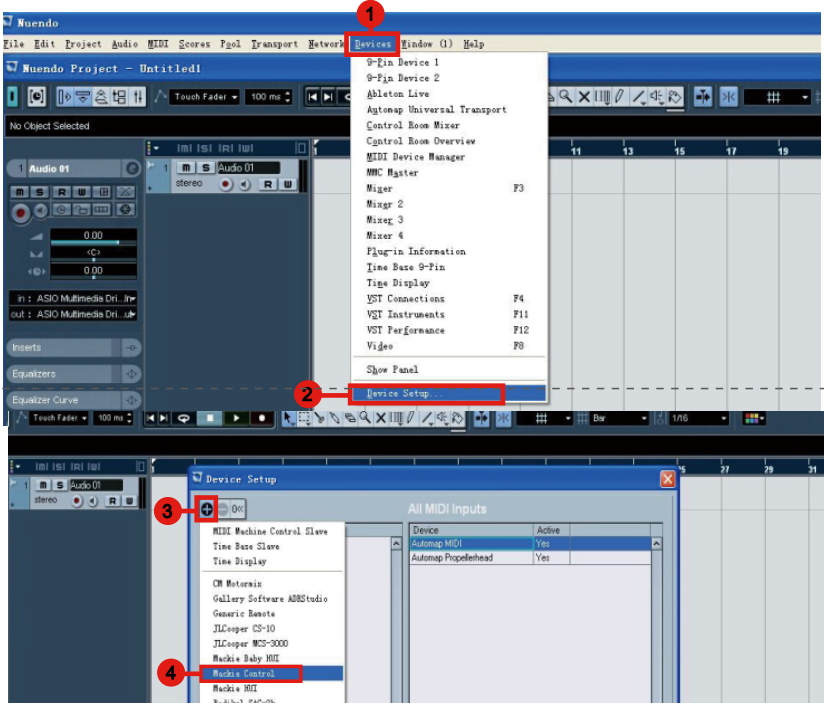 1
Nuendo
File Edit Project Audio MIDI Scores Pool Transport Network Devices Window (1) Help
Nuendo Project - Untitled1
Touch Fader 100 ms
No Object Selected
1 Audio 01
m S R W
0.00
<C>
0.00
in : ASIO Multimedia Dri...In
out : ASIO Multimedia Dri...ut
Inserts
Equalizers
Equalizer Curve
1 m S Audio 01
stereo R W
11 13 15 17 19
9-Pin Device 1
9-Pin Device 2
Ableton Live
Automap Universal Transport
Control Room Mixer
Control Room Overview
MIDI Device Manager
MMC Master
Mixer F3
Mixer 2
Mixer 3
Mixer 4
Plug-in Information
Time Base 9-Pin
Time Display
VST Connections F4
VST Instruments F11
VST Performance F12
Video F8
Show Panel
2
Device Setup...
Touch Fader 100 ms Bar 1/16
27 29 31
1 m S Audio 01
stereo R W
Device Setup
3
All MIDI Inputs
Device Active
Automap MIDI Yes
Automap Propellerhead Yes
MIDI Machine Control Slave
Time Base Slave
Time Display
CM Motormix
Gallery Software ADRStudio
Generic Remote
JLCooper CS-10
JLCooper MCS-3000
Mackie Baby HUI
4
Mackie Control
Mackie HUI